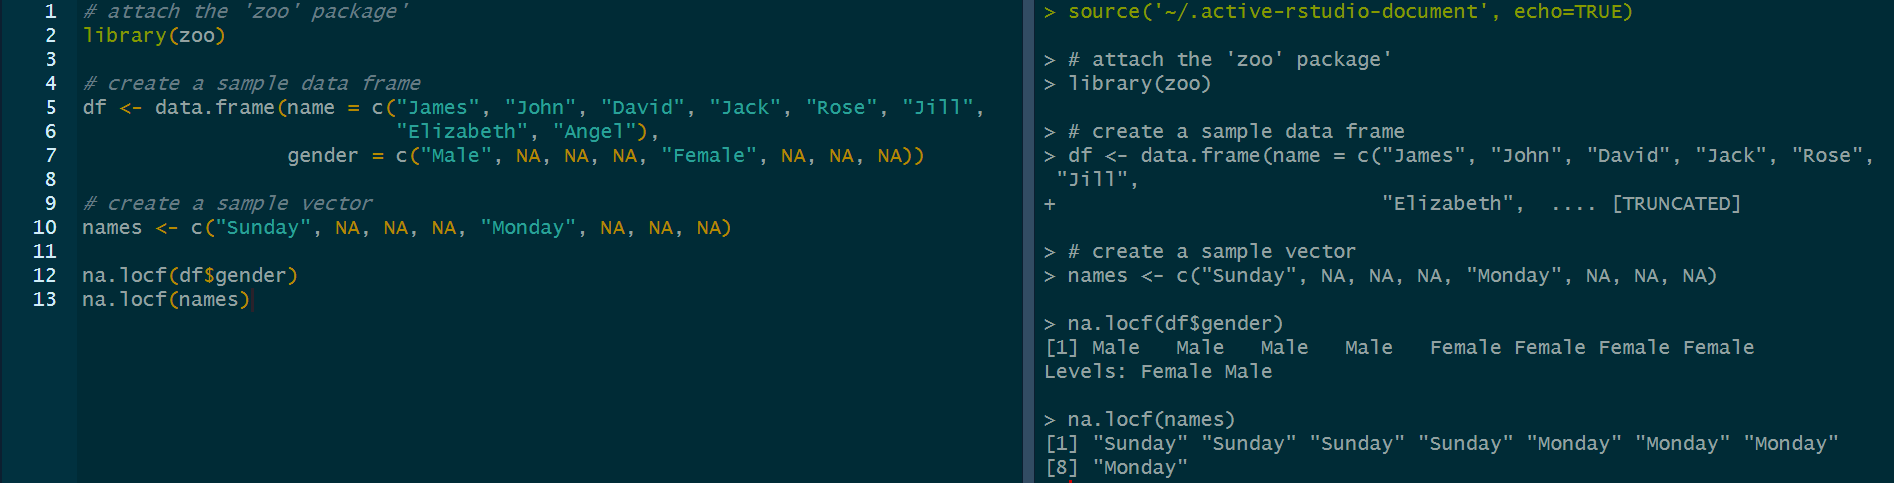 1 # attach the 'zoo' package'
2 library(zoo)
3
4 # create a sample data frame
5 df <- data.frame(name = c("James", "John", "David", "Jack", "Rose", "Jill",
6 "Elizabeth", "Angel"),
7 gender = c("Male", NA, NA, NA, "Female", NA, NA, NA))
8
9 # create a sample vector
10 names <- c("Sunday", NA, NA, NA, "Monday", NA, NA, NA)
11
12 na.locf(df$gender)
13 na.locf(names)
> source('~/.active-rstudio-document', echo=TRUE)
> # attach the 'zoo' package'
> library(zoo)
> # create a sample data frame
> df <- data.frame(name = c("James", "John", "David", "Jack", "Rose",
"Jill",
+ "Elizabeth", .... [TRUNCATED]
> # create a sample vector
> names <- c("Sunday", NA, NA, NA, "Monday", NA, NA, NA)
> na.locf(df$gender)
[1] Male Male Male Male Female Female Female Female
Levels: Female Male
> na.locf(names)
[1] "Sunday" "Sunday" "Sunday" "Sunday" "Monday" "Monday" "Monday"
[8] "Monday"